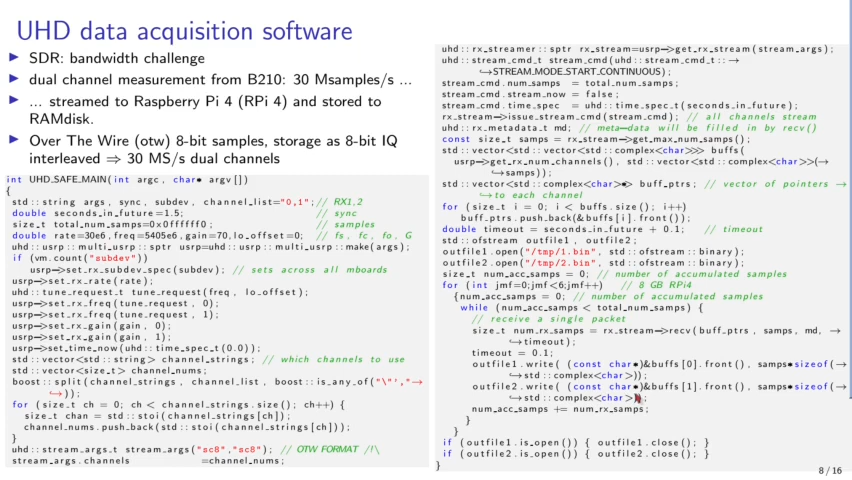 UHD data acquisition software
▶ SDR: bandwidth challenge
▶ dual channel measurement from B210: 30 Msamples/s ...
▶ ... streamed to Raspberry Pi 4 (RPi 4) and stored to
RAMdisk.
▶ Over The Wire (otw) 8-bit samples, storage as 8-bit IQ
interleaved ⇒ 30 MS/s dual channels
int UHD_SAFE_MAIN(int argc, char* argv[])
{
std::string args, sync, subdev, channel_list="0,1"; // RX1,2
double seconds_in_future=1.5; // sync
size_t total_num_samps=0x0fffffff0; // samples
double rate=30e6, freq=5405e6, gain=70, lo_offset=0; // fs, fc, fo, G
uhd::usrp::multi_usrp::sptr usrp=uhd::usrp::multi_usrp::make(args);
if (vm.count("subdev"))
usrp->set_rx_subdev_spec(subdev); // sets across all mboards
usrp->set_rx_rate(rate);
uhd::tune_request_t tune_request(freq, lo_offset);
usrp->set_rx_freq(tune_request, 0);
usrp->set_rx_freq(tune_request, 1);
usrp->set_rx_gain(gain, 0);
usrp->set_rx_gain(gain, 1);
usrp->set_time_now(uhd::time_spec_t(0.0));
std::vector<std::string> channel_strings; // which channels to use
std::vector<size_t> channel_nums;
boost::split(channel_strings, channel_list, boost::is_any_of("\"',"→
↪));
for (size_t ch = 0; ch < channel_strings.size(); ch++) {
size_t chan = std::stoi(channel_strings[ch]);
channel_nums.push_back(std::stoi(channel_strings[ch]));
}
uhd::stream_args_t stream_args("sc8","sc8"); // OTW FORMAT /!\
stream_args.channels =channel_nums;
uhd::rx_streamer::sptr rx_stream=usrp->get_rx_stream(stream_args);
uhd::stream_cmd_t stream_cmd(uhd::stream_cmd_t::→
↪STREAM_MODE_START_CONTINUOUS);
stream_cmd.num_samps = total_num_samps;
stream_cmd.stream_now = false;
stream_cmd.time_spec = uhd::time_spec_t(seconds_in_future);
rx_stream->issue_stream_cmd(stream_cmd); // all channels stream
uhd::rx_metadata_t md; // meta-data will be filled in by recv()
const size_t samps = rx_stream->get_max_num_samps();
std::vector<std::vector<std::complex<char>>> buffs(
usrp->get_rx_num_channels(), std::vector<std::complex<char>>(→
↪samps));
std::vector<std::complex<char>*> buff_ptrs; // vector of pointers →
↪to each channel
for (size_t i = 0; i < buffs.size(); i++)
buff_ptrs.push_back(&buffs[i].front());
double timeout = seconds_in_future + 0.1; // timeout
std::ofstream outfile1, outfile2;
outfile1.open("/tmp/1.bin", std::ofstream::binary);
outfile2.open("/tmp/2.bin", std::ofstream::binary);
size_t num_acc_samps = 0; // number of accumulated samples
for (int jmf=0;jmf<6;jmf++) // 8 GB RPi4
{num_acc_samps = 0; // number of accumulated samples
while (num_acc_samps < total_num_samps) {
// receive a single packet
size_t num_rx_samps = rx_stream->recv(buff_ptrs, samps, md, →
↪timeout);
timeout = 0.1;
outfile1.write( (const char*)&buffs[0].front(), samps*sizeof(→
↪std::complex<char>));
outfile2.write( (const char*)&buffs[1].front(), samps*sizeof(→
↪std::complex<char>));
num_acc_samps += num_rx_samps;
}
}
if (outfile1.is_open()) { outfile1.close(); }
if (outfile2.is_open()) { outfile2.close(); }
}
8 / 16